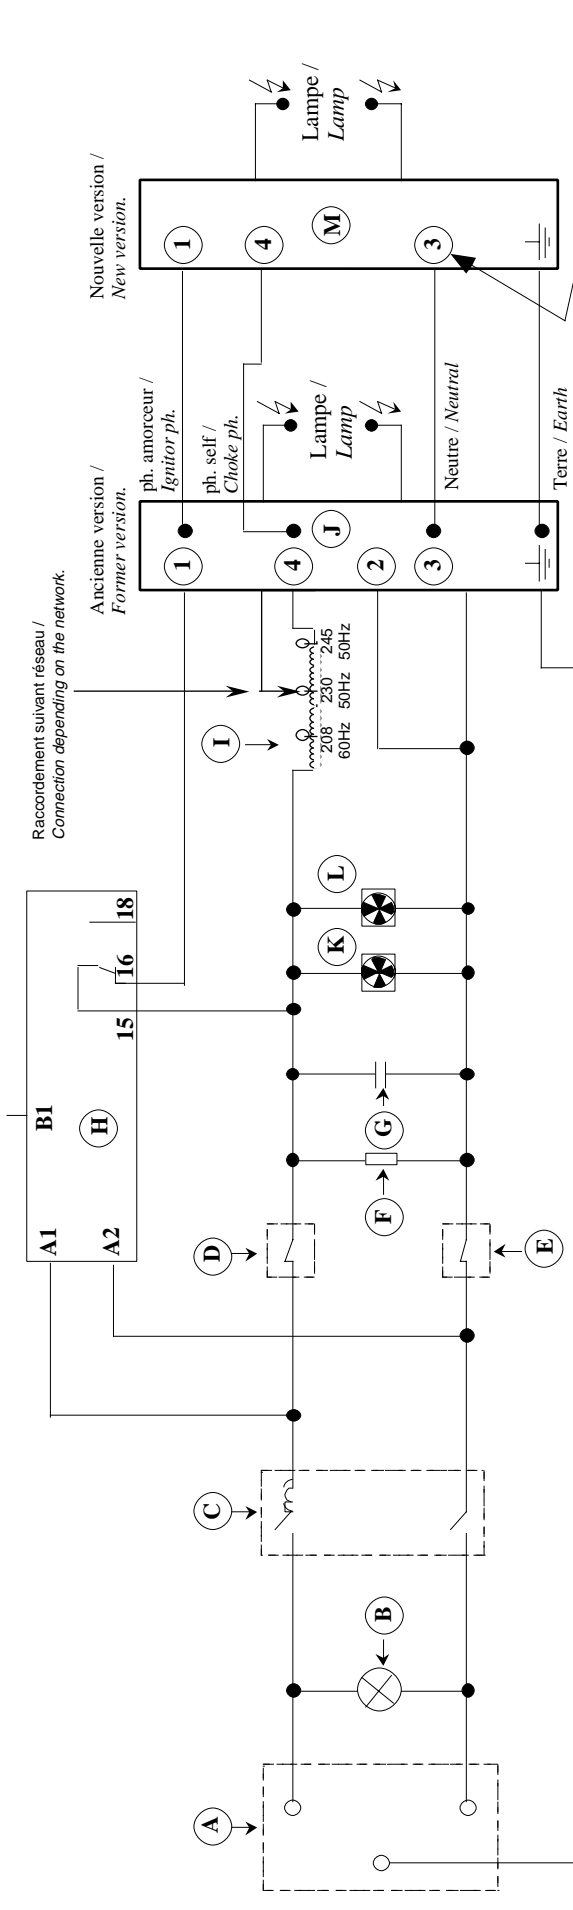 Nouvelle version /
New version.
Lampe /
Lamp
1
4
M
3
Ancienne version /
Former version.
ph. amorceur /
Ignitor ph.
ph. self /
Choke ph.
Lampe /
Lamp
Neutre / Neutral
Terre / Earth
1
4
J
2
3
Raccordement suivant réseau /
Connection depending on the network.
I
208
60Hz
230
50Hz
245
50Hz
A1
A2
B1
H
15
16
18
L
K
G
F
D
E
C
B
A